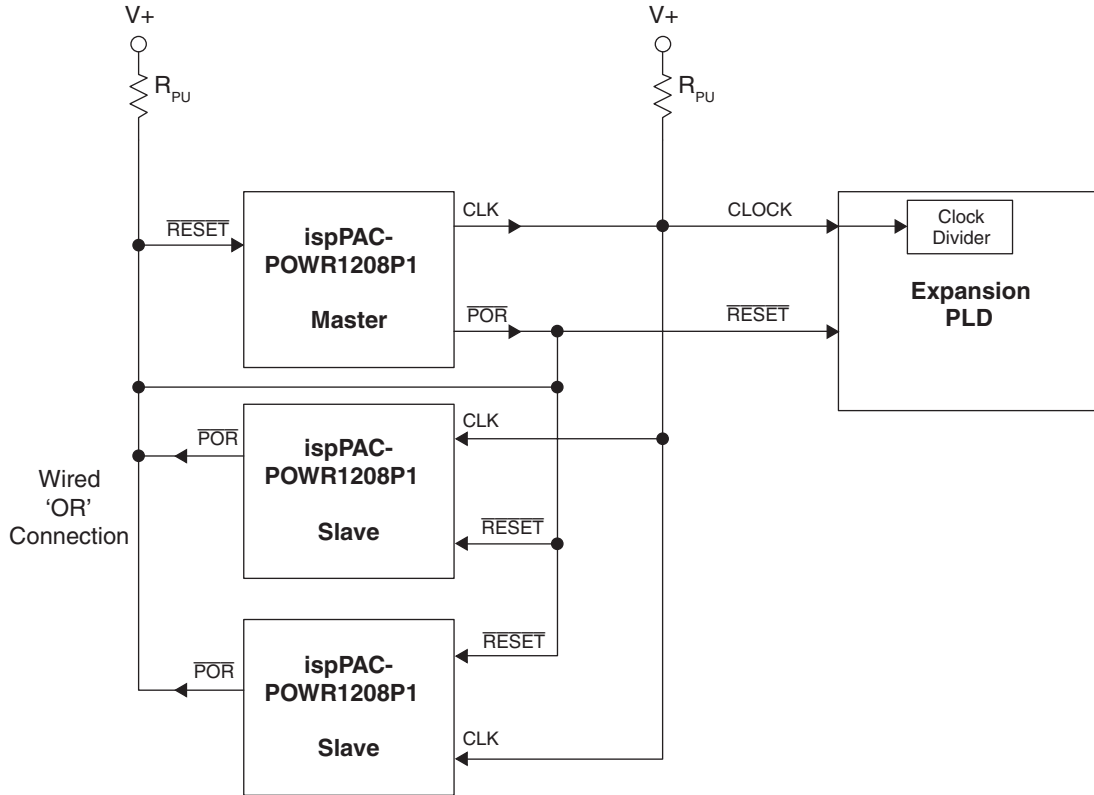 V+
V+
R_PU
R_PU
RESET
ispPAC-
POWR1208P1
Master
CLK
POR
CLOCK
RESET
Clock
Divider
Expansion
PLD
POR
ispPAC-
POWR1208P1
Slave
CLK
RESET
Wired
‘OR’
Connection
POR
ispPAC-
POWR1208P1
Slave
RESET
CLK